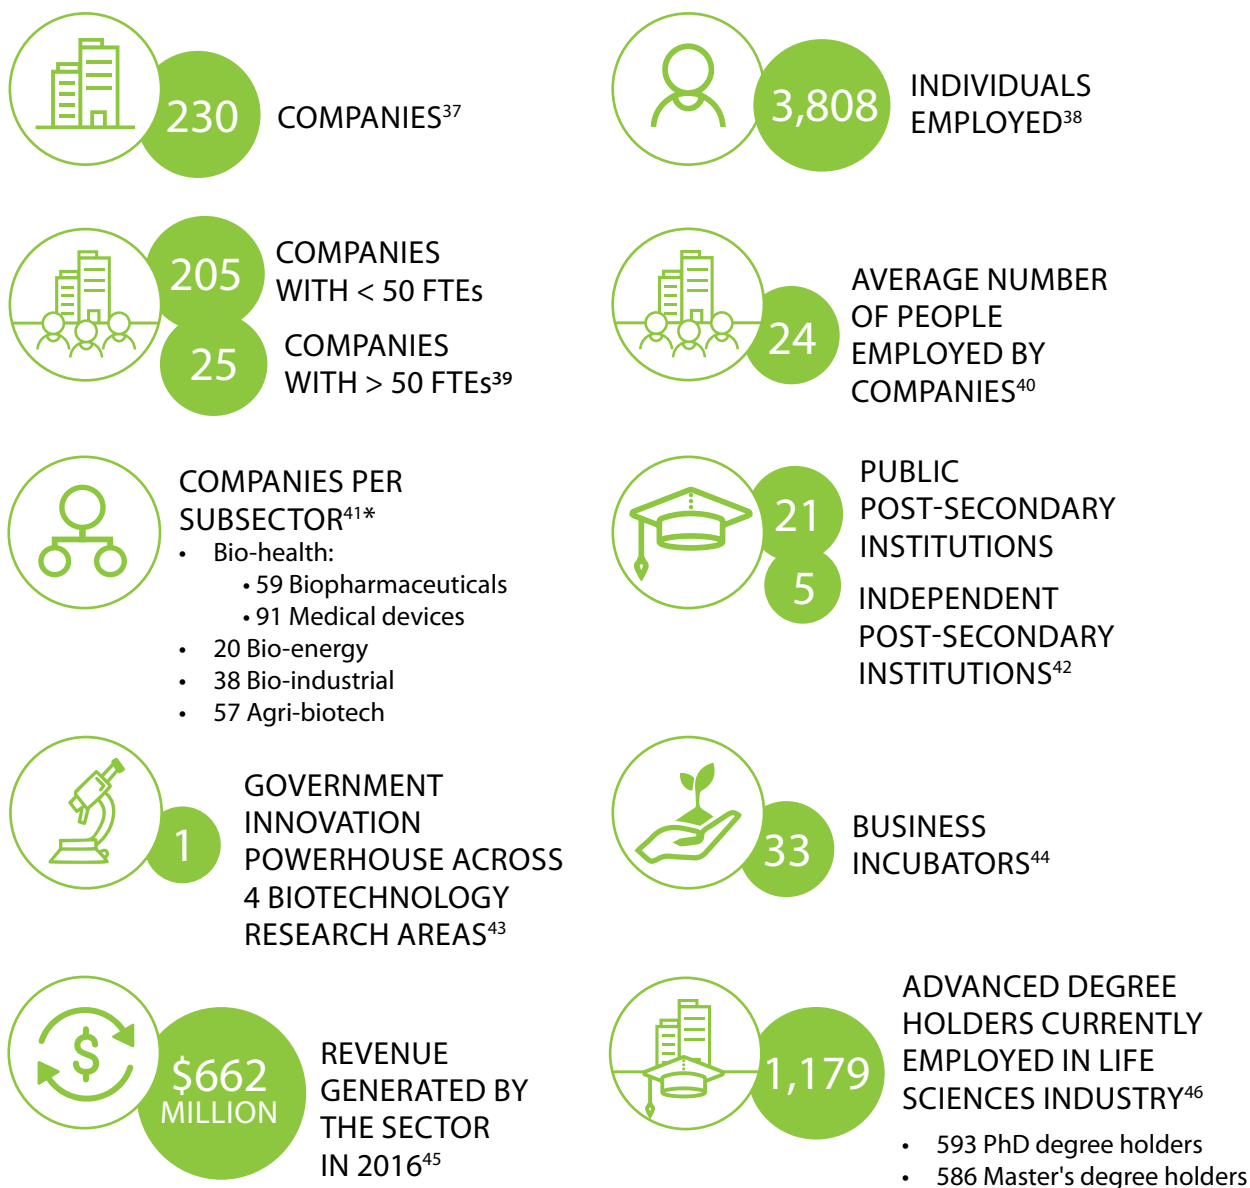 230
COMPANIES³⁷
3,808
INDIVIDUALS
EMPLOYED³⁸
205
COMPANIES
WITH < 50 FTEs
25
COMPANIES
WITH > 50 FTEs³⁹
24
AVERAGE NUMBER
OF PEOPLE
EMPLOYED BY
COMPANIES⁴⁰
COMPANIES PER
SUBSECTOR⁴¹*
• Bio-health:
• 59 Biopharmaceuticals
• 91 Medical devices
• 20 Bio-energy
• 38 Bio-industrial
• 57 Agri-biotech
21
PUBLIC
POST-SECONDARY
INSTITUTIONS
5
INDEPENDENT
POST-SECONDARY
INSTITUTIONS⁴²
1
GOVERNMENT
INNOVATION
POWERHOUSE ACROSS
4 BIOTECHNOLOGY
RESEARCH AREAS⁴³
33
BUSINESS
INCUBATORS⁴⁴
$
$662
MILLION
REVENUE
GENERATED BY
THE SECTOR
IN 2016⁴⁵
1,179
ADVANCED DEGREE
HOLDERS CURRENTLY
EMPLOYED IN LIFE
SCIENCES INDUSTRY⁴⁶
• 593 PhD degree holders
• 586 Master's degree holders